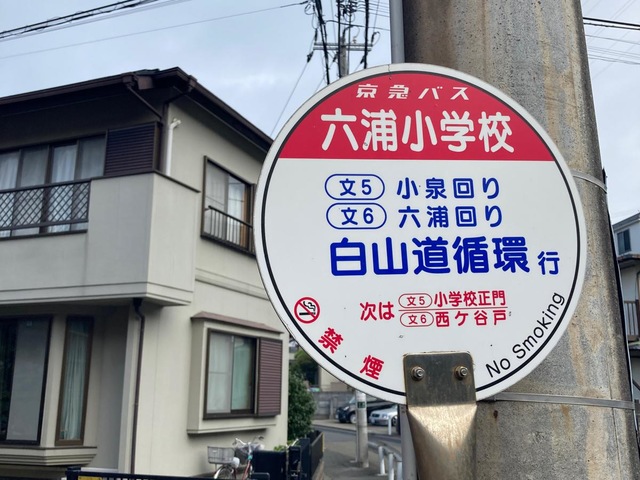 京急バス
六浦小学校
文5 小泉回り
文6 六浦回り
白山道循環 行
次は 文5 小学校正門
文6 西ケ谷戸
禁煙
No Smoking